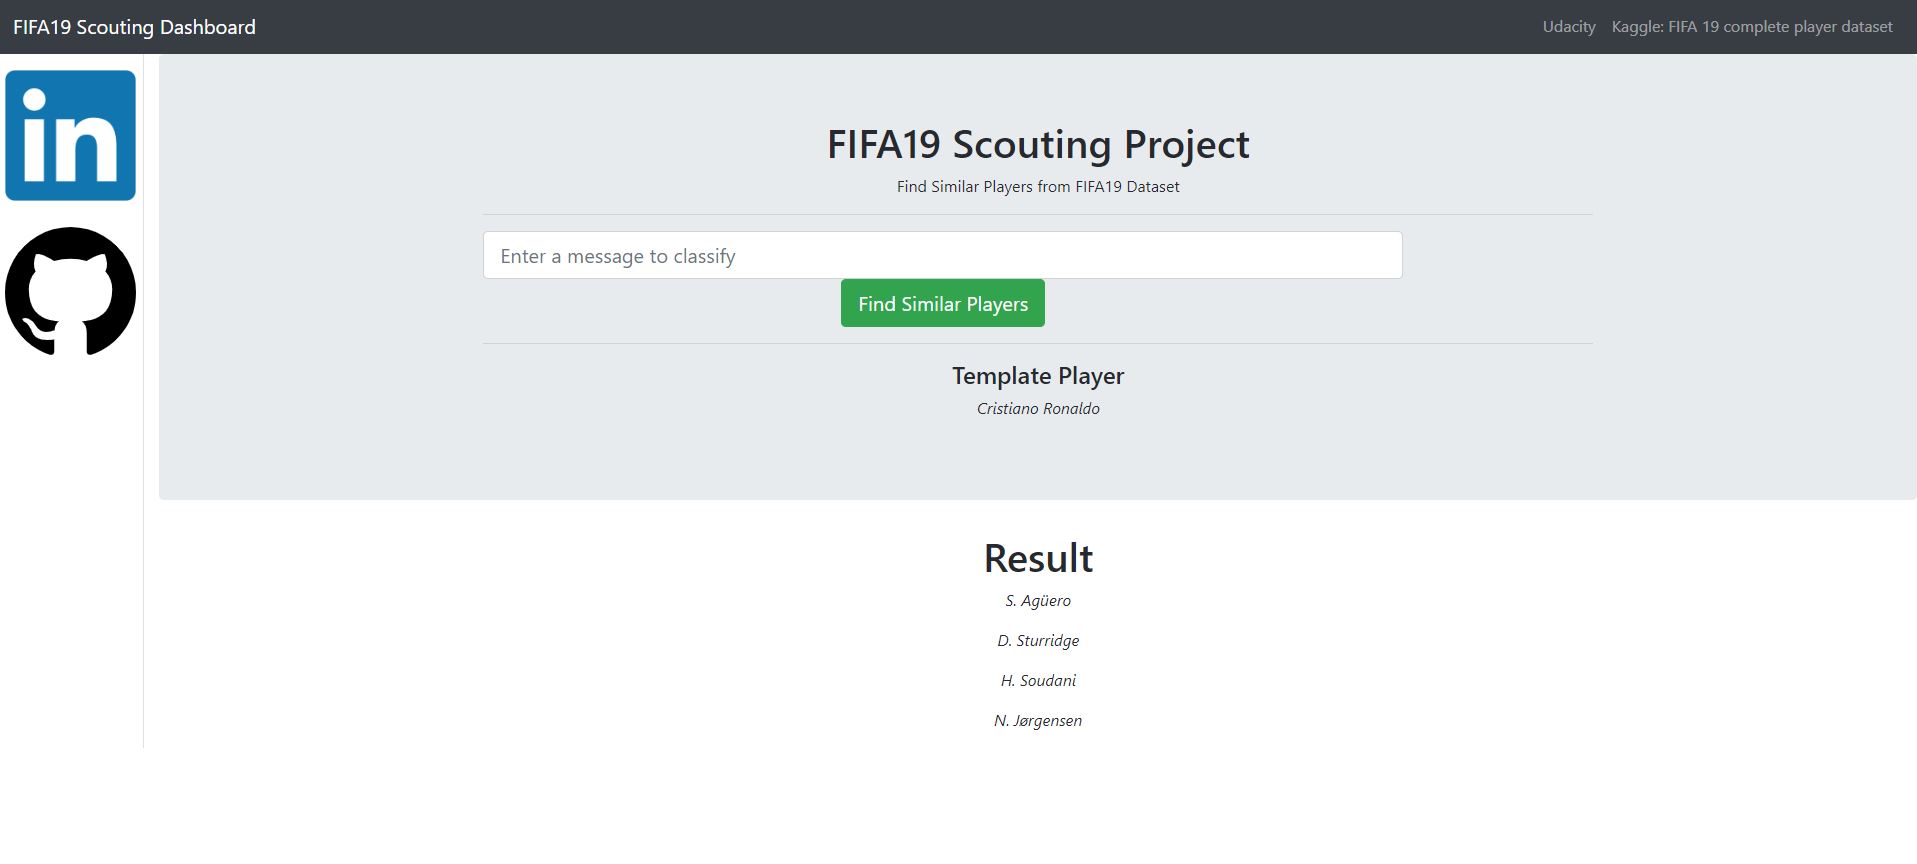 FIFA19 Scouting Dashboard
Udacity Kaggle: FIFA 19 complete player dataset
in
FIFA19 Scouting Project
Find Similar Players from FIFA19 Dataset
Enter a message to classify
Find Similar Players
Template Player
Cristiano Ronaldo
Result
S. Agüero
D. Sturridge
H. Soudani
N. Jørgensen